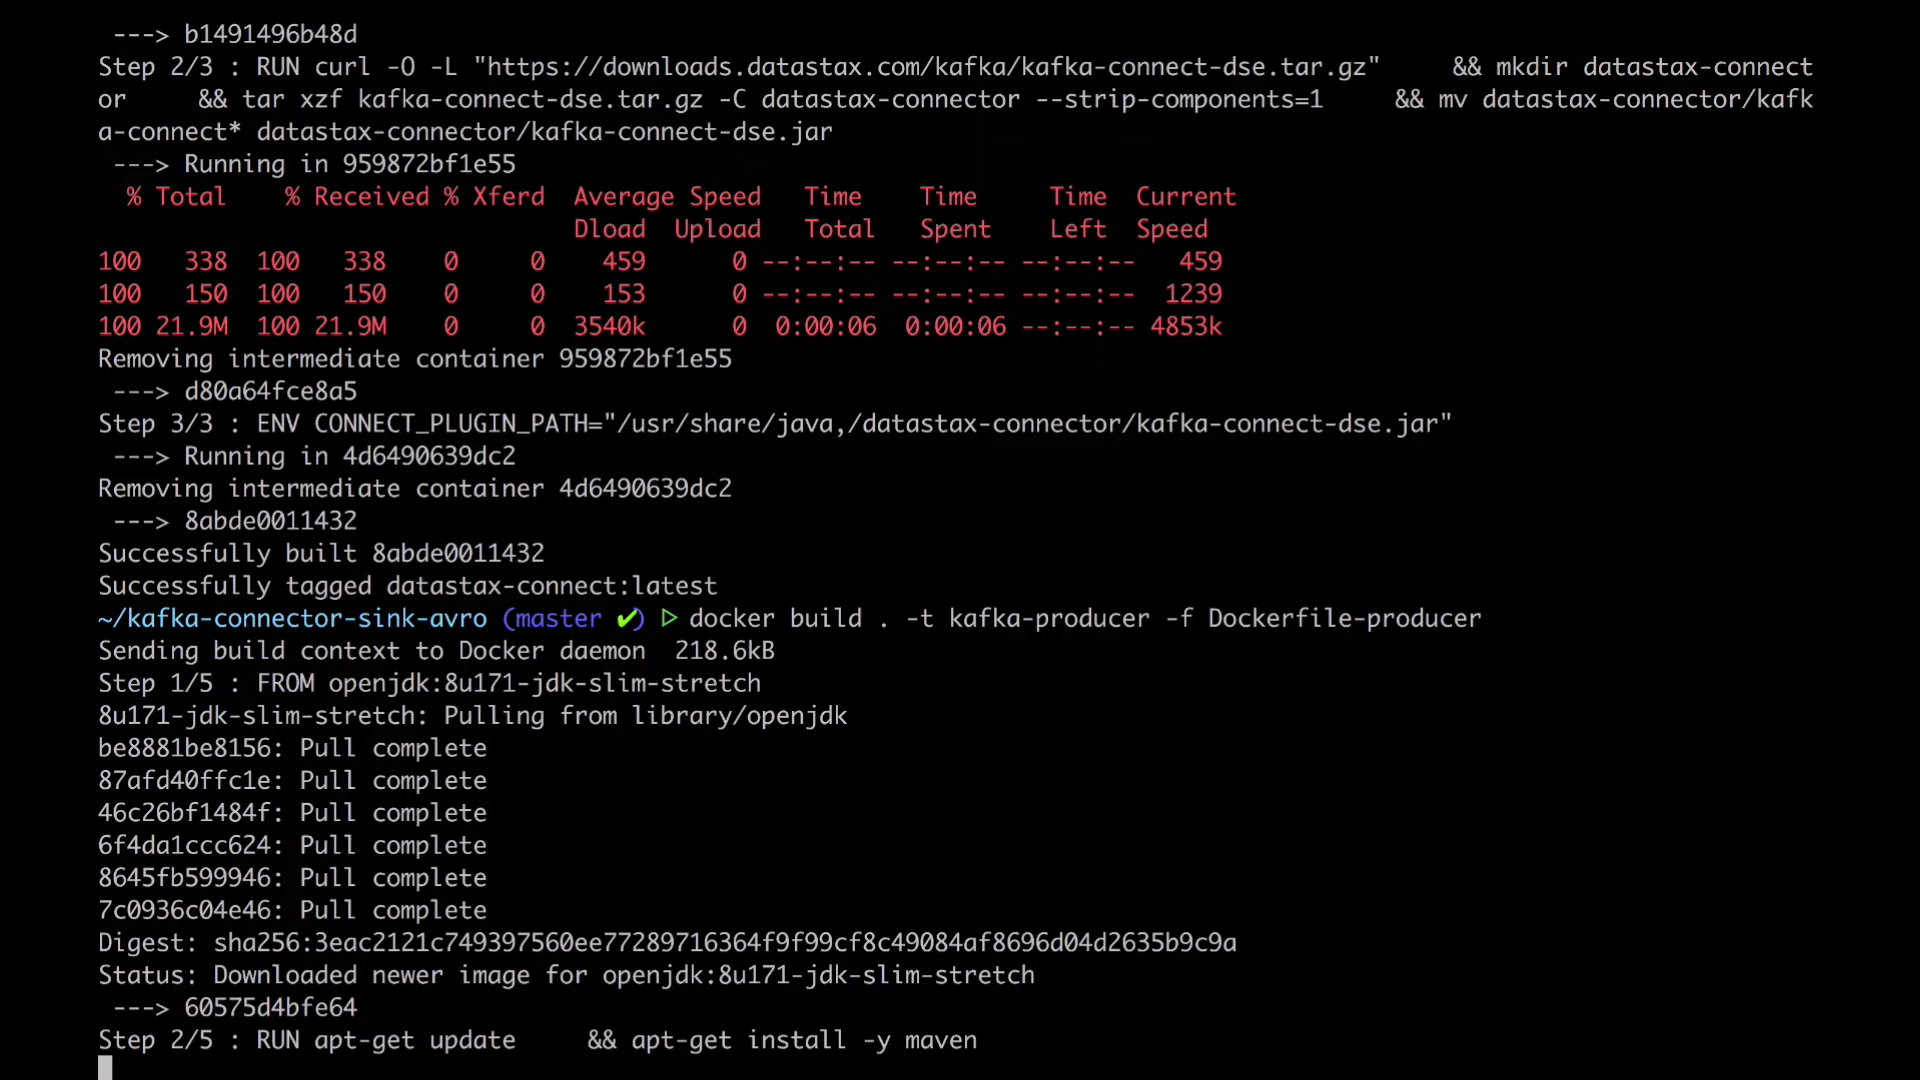 ---> b1491496b48d
Step 2/3 : RUN curl -O -L "https://downloads.datastax.com/kafka/kafka-connect-dse.tar.gz"     && mkdir datastax-connect
or     && tar xzf kafka-connect-dse.tar.gz -C datastax-connector --strip-components=1     && mv datastax-connector/kafk
a-connect* datastax-connector/kafka-connect-dse.jar
---> Running in 959872bf1e55
% Total    % Received % Xferd  Average Speed   Time    Time     Time  Current
Dload  Upload   Total   Spent    Left  Speed
100   338  100   338    0     0    459      0 --:--:-- --:--:-- --:--:--   459
100   150  100   150    0     0    153      0 --:--:-- --:--:-- --:--:--  1239
100 21.9M  100 21.9M    0     0  3540k      0  0:00:06  0:00:06 --:--:-- 4853k
Removing intermediate container 959872bf1e55
---> d80a64fce8a5
Step 3/3 : ENV CONNECT_PLUGIN_PATH="/usr/share/java,/datastax-connector/kafka-connect-dse.jar"
---> Running in 4d6490639dc2
Removing intermediate container 4d6490639dc2
---> 8abde0011432
Successfully built 8abde0011432
Successfully tagged datastax-connect:latest
~/kafka-connector-sink-avro (master ✔) ▷ docker build . -t kafka-producer -f Dockerfile-producer
Sending build context to Docker daemon  218.6kB
Step 1/5 : FROM openjdk:8u171-jdk-slim-stretch
8u171-jdk-slim-stretch: Pulling from library/openjdk
be8881be8156: Pull complete
87afd40ffc1e: Pull complete
46c26bf1484f: Pull complete
6f4da1ccc624: Pull complete
8645fb599946: Pull complete
7c0936c04e46: Pull complete
Digest: sha256:3eac2121c749397560ee77289716364f9f99cf8c49084af8696d04d2635b9c9a
Status: Downloaded newer image for openjdk:8u171-jdk-slim-stretch
---> 60575d4bfe64
Step 2/5 : RUN apt-get update     && apt-get install -y maven